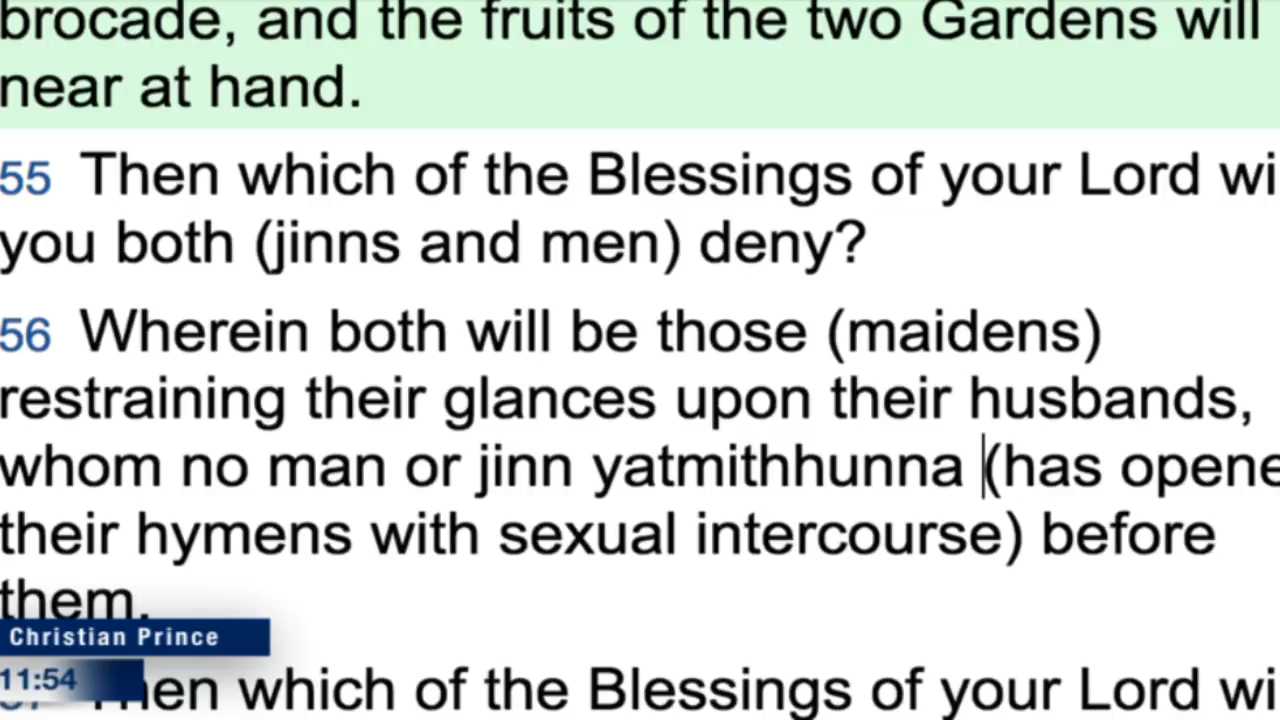 brocade, and the fruits of the two Gardens will
near at hand.
55 Then which of the Blessings of your Lord wi
you both (jinns and men) deny?
56 Wherein both will be those (maidens)
restraining their glances upon their husbands,
whom no man or jinn yatmithhunna (has opene
their hymens with sexual intercourse) before
them.
Christian Prince
11:54
hen which of the Blessings of your Lord wi